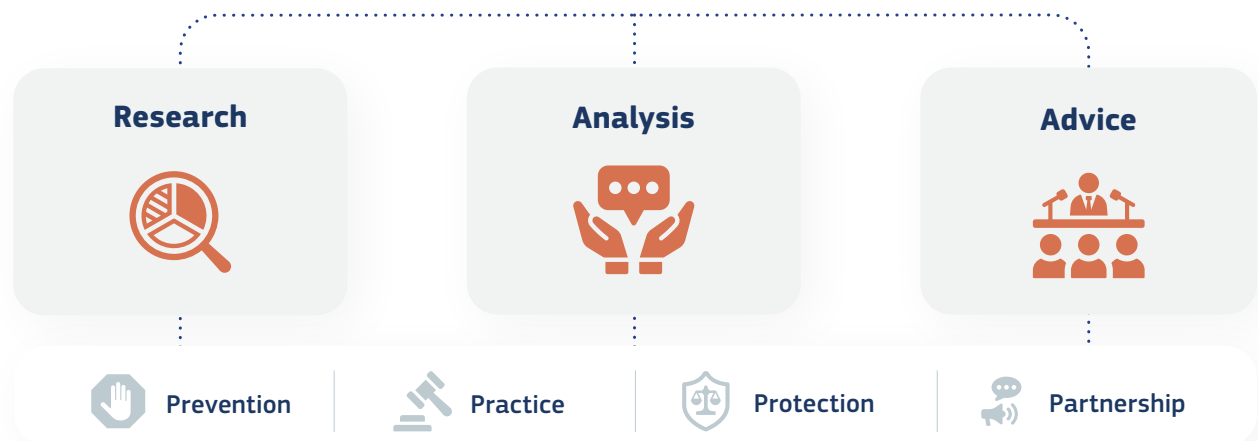 Research
Analysis
Advice
Prevention
Practice
Protection
Partnership